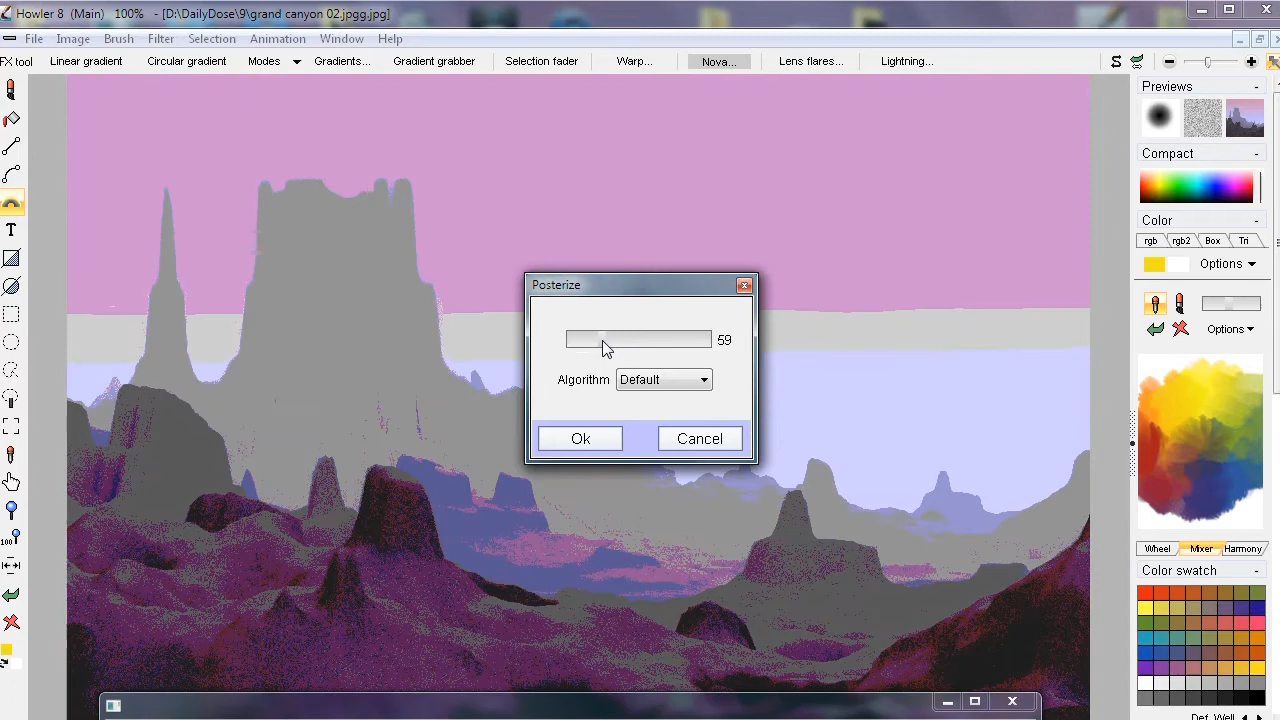 Howler 8 (Main) 100% - [D:\DailyDose\9\grand canyon 02.jpgg.jpg]
File Image Brush Filter Selection Animation Window Help
FX tool Linear gradient Circular gradient Modes Gradients... Gradient grabber Selection fade Warp... Nova... Lens flares... Lightning...
Previews
Compact
Color
rgb rgb2 Box Tri
Options
Options
Posterize
59
Algorithm Default
Ok Cancel
100
Wheel Mixer Harmony
Color swatch
Def Well